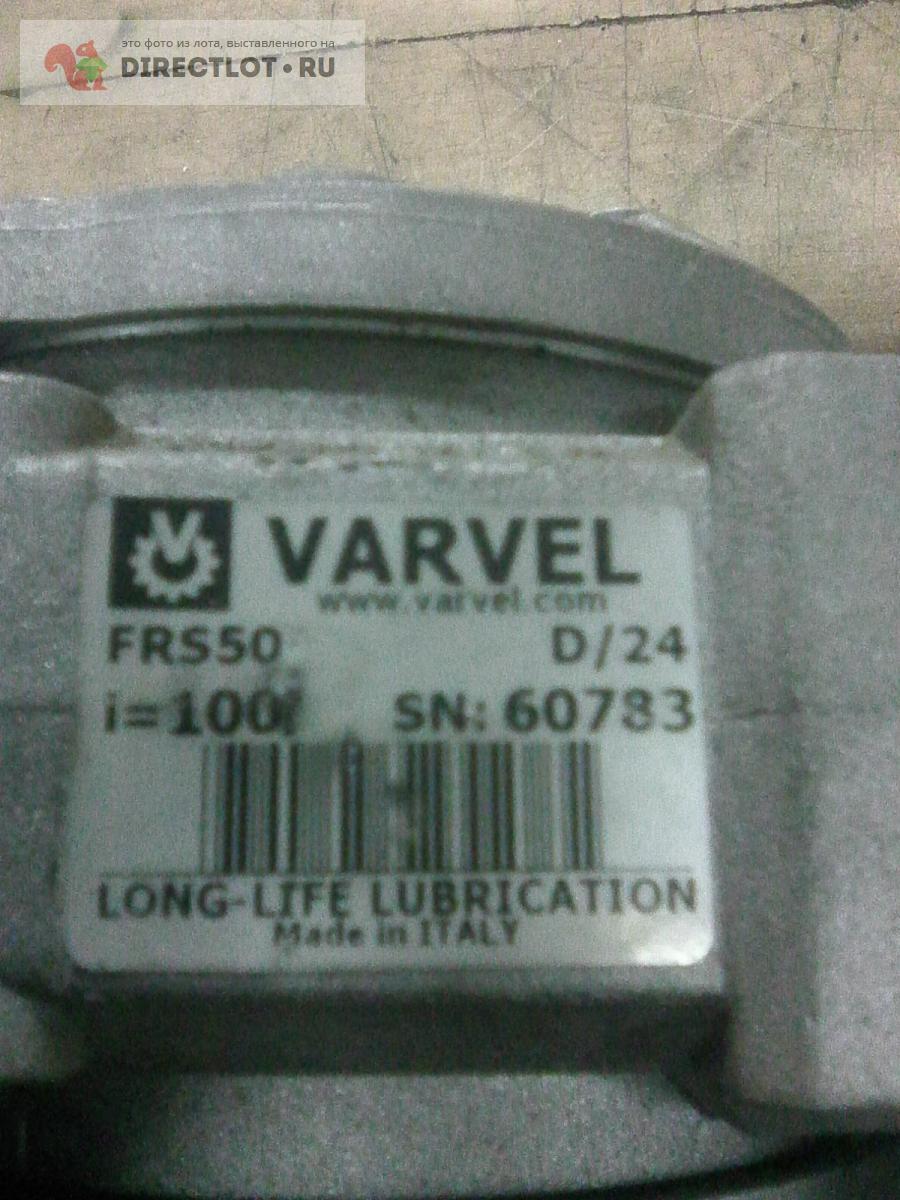 это фото из лота, выставленного на
DIRECTLOT•RU
VARVEL
www.varvel.com
FRS50 D/24
i=100 SN: 60783
LONG-LIFE LUBRICATION
Made in ITALY